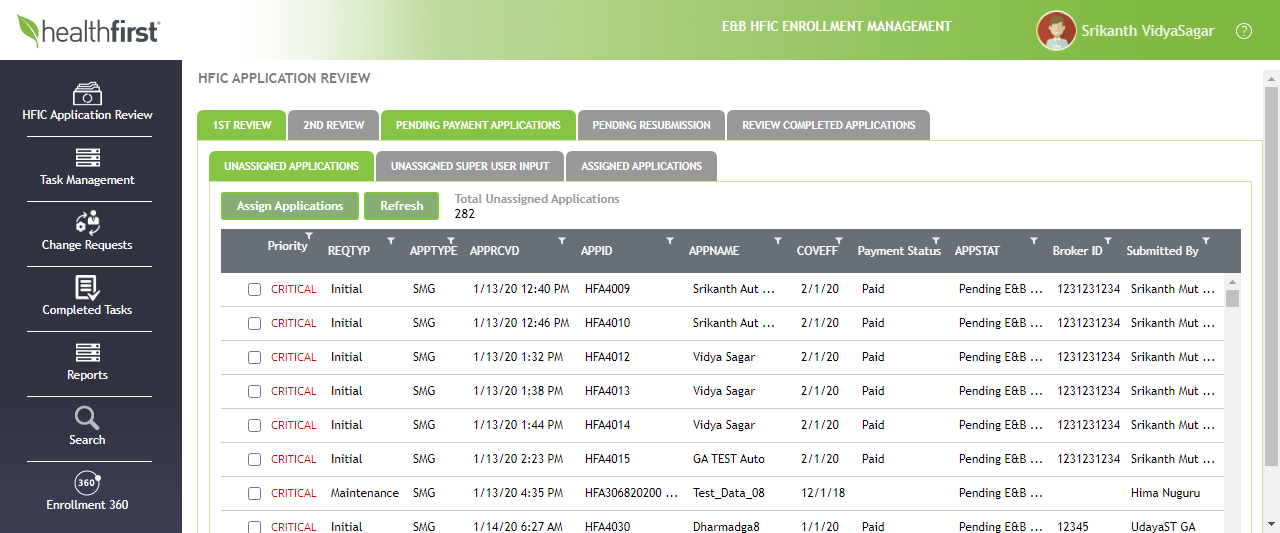 healthfirst
E&B HFIC ENROLLMENT MANAGEMENT
Srikanth VidyaSagar
?
HFIC Application Review
Task Management
Change Requests
Completed Tasks
Reports
Search
360
Enrollment 360
HFIC APPLICATION REVIEW
1ST REVIEW 2ND REVIEW PENDING PAYMENT APPLICATIONS PENDING RESUBMISSION REVIEW COMPLETED APPLICATIONS
UNASSIGNED APPLICATIONS UNASSIGNED SUPER USER INPUT ASSIGNED APPLICATIONS
Assign Applications Refresh Total Unassigned Applications
282
Priority REQTYP APPTYPE APPRCVD APPID APPNAME COVEFF Payment Status APPSTAT Broker ID Submitted By
CRITICAL Initial SMG 1/13/20 12:40 PM HFA4009 Srikanth Aut ... 2/1/20 Paid Pending E&B ... 1231231234 Srikanth Mut ...
CRITICAL Initial SMG 1/13/20 12:46 PM HFA4010 Srikanth Aut ... 2/1/20 Paid Pending E&B ... 1231231234 Srikanth Mut ...
CRITICAL Initial SMG 1/13/20 1:32 PM HFA4012 Vidya Sagar 2/1/20 Paid Pending E&B ... 1231231234 Srikanth Mut ...
CRITICAL Initial SMG 1/13/20 1:38 PM HFA4013 Vidya Sagar 2/1/20 Paid Pending E&B ... 1231231234 Srikanth Mut ...
CRITICAL Initial SMG 1/13/20 1:44 PM HFA4014 Vidya Sagar 2/1/20 Paid Pending E&B ... 1231231234 Srikanth Mut ...
CRITICAL Initial SMG 1/13/20 2:23 PM HFA4015 GA TEST Auto 2/1/20 Paid Pending E&B ... 1231231234 Srikanth Mut ...
CRITICAL Maintenance SMG 1/13/20 4:35 PM HFA306820200 ... Test_Data_08 12/1/18 Pending E&B ... Hima Nuguru
CRITICAL Initial SMG 1/14/20 6:27 AM HFA4030 Dharmadga8 1/1/20 Paid Pending E&B ... 12345 UdayaST GA